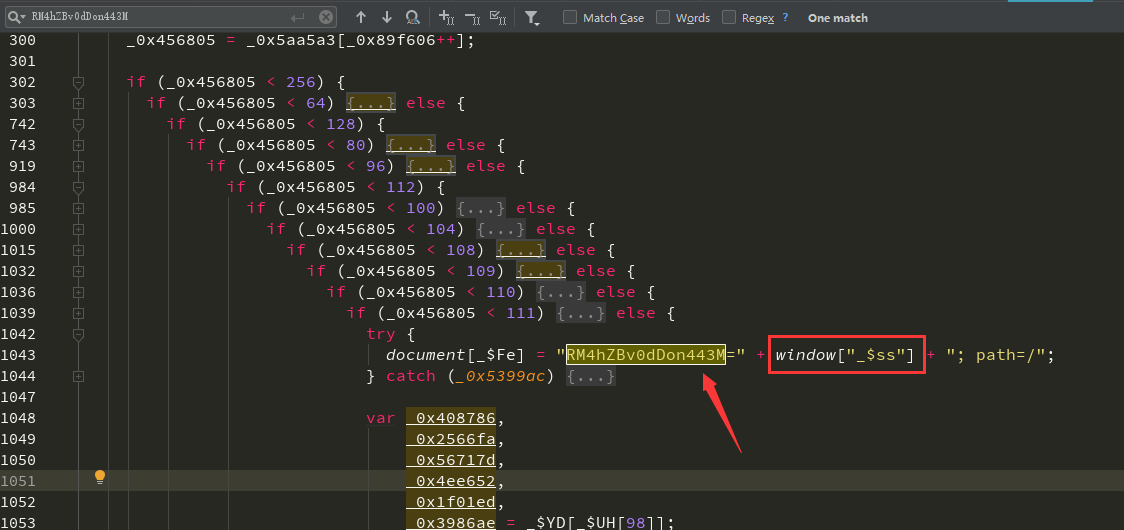 RM4hZBv0dDon443M Match Case Words Regex ? One match
300 _0x456805 = _0x5aa5a3[_0x89f606++];
301
302 if (_0x456805 < 256) {
303 if (_0x456805 < 64) {...} else {
742 if (_0x456805 < 128) {
743 if (_0x456805 < 80) {...} else {
919 if (_0x456805 < 96) {...} else {
984 if (_0x456805 < 112) {
985 if (_0x456805 < 100) {...} else {
1000 if (_0x456805 < 104) {...} else {
1015 if (_0x456805 < 108) {...} else {
1032 if (_0x456805 < 109) {...} else {
1036 if (_0x456805 < 110) {...} else {
1039 if (_0x456805 < 111) {...} else {
1042 try {
1043 document[_$Fe] = "RM4hZBv0dDon443M=" + window["_$ss"] + "; path=/";
1044 } catch (_0x5399ac) {...}
1047
1048 var _0x408786,
1049 _0x2566fa,
1050 _0x56717d,
1051 _0x4ee652,
1052 _0x1f01ed,
1053 _0x3986ae = _$YD[_$UH[98]];